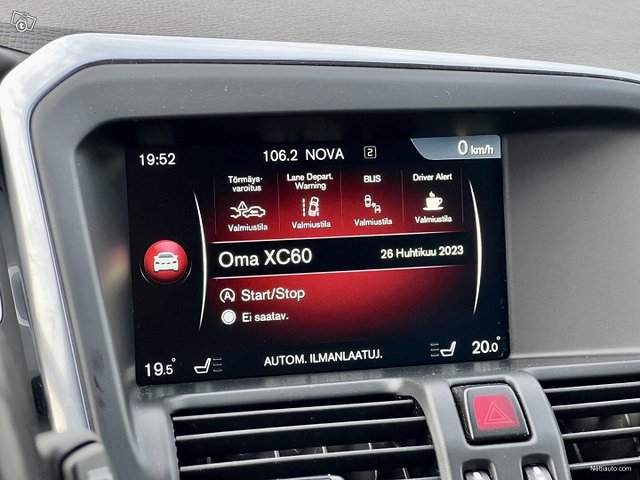 19:52
106.2 NOVA
2
0 km/h
Törmäys-
varoitus
Lane Depart.
Warning
BLIS
Driver Alert
Valmiustila
Valmiustila
Valmiustila
Valmiustila
Oma XC60
26 Huhtikuu 2023
Start/Stop
Ei saatav.
19.5°
AUTOM. ILMANLAATUJ.
20.0°
Nettiauto.com